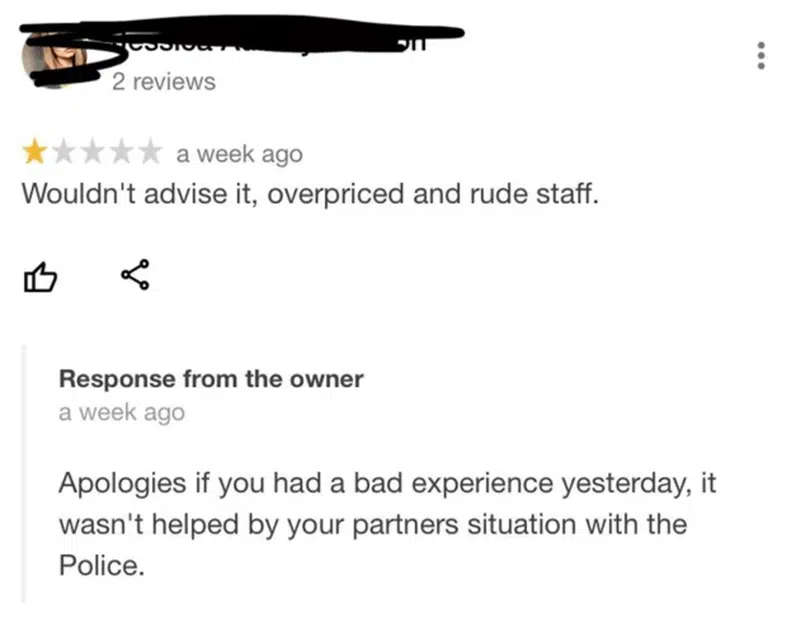 2 reviews
a week ago
Wouldn't advise it, overpriced and rude staff.
Response from the owner
a week ago
Apologies if you had a bad experience yesterday, it
wasn't helped by your partners situation with the
Police.